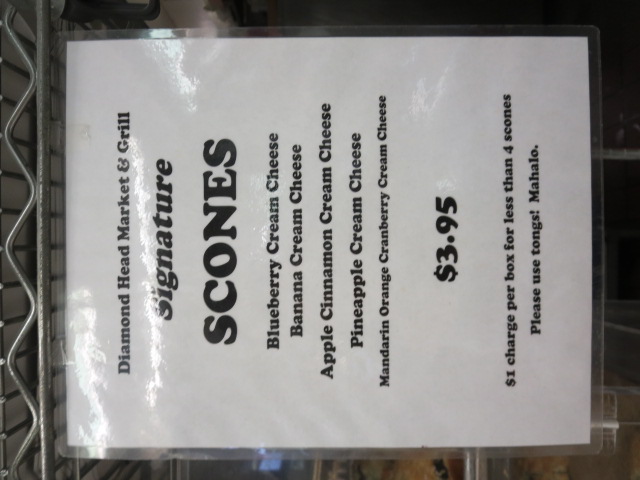 Diamond Head Market & Grill
Signature
SCONES
Blueberry Cream Cheese
Banana Cream Cheese
Apple Cinnamon Cream Cheese
Pineapple Cream Cheese
Mandarin Orange Cranberry Cream Cheese
$3.95
$1 charge per box for less than 4 scones
Please use tongs! Mahalo.